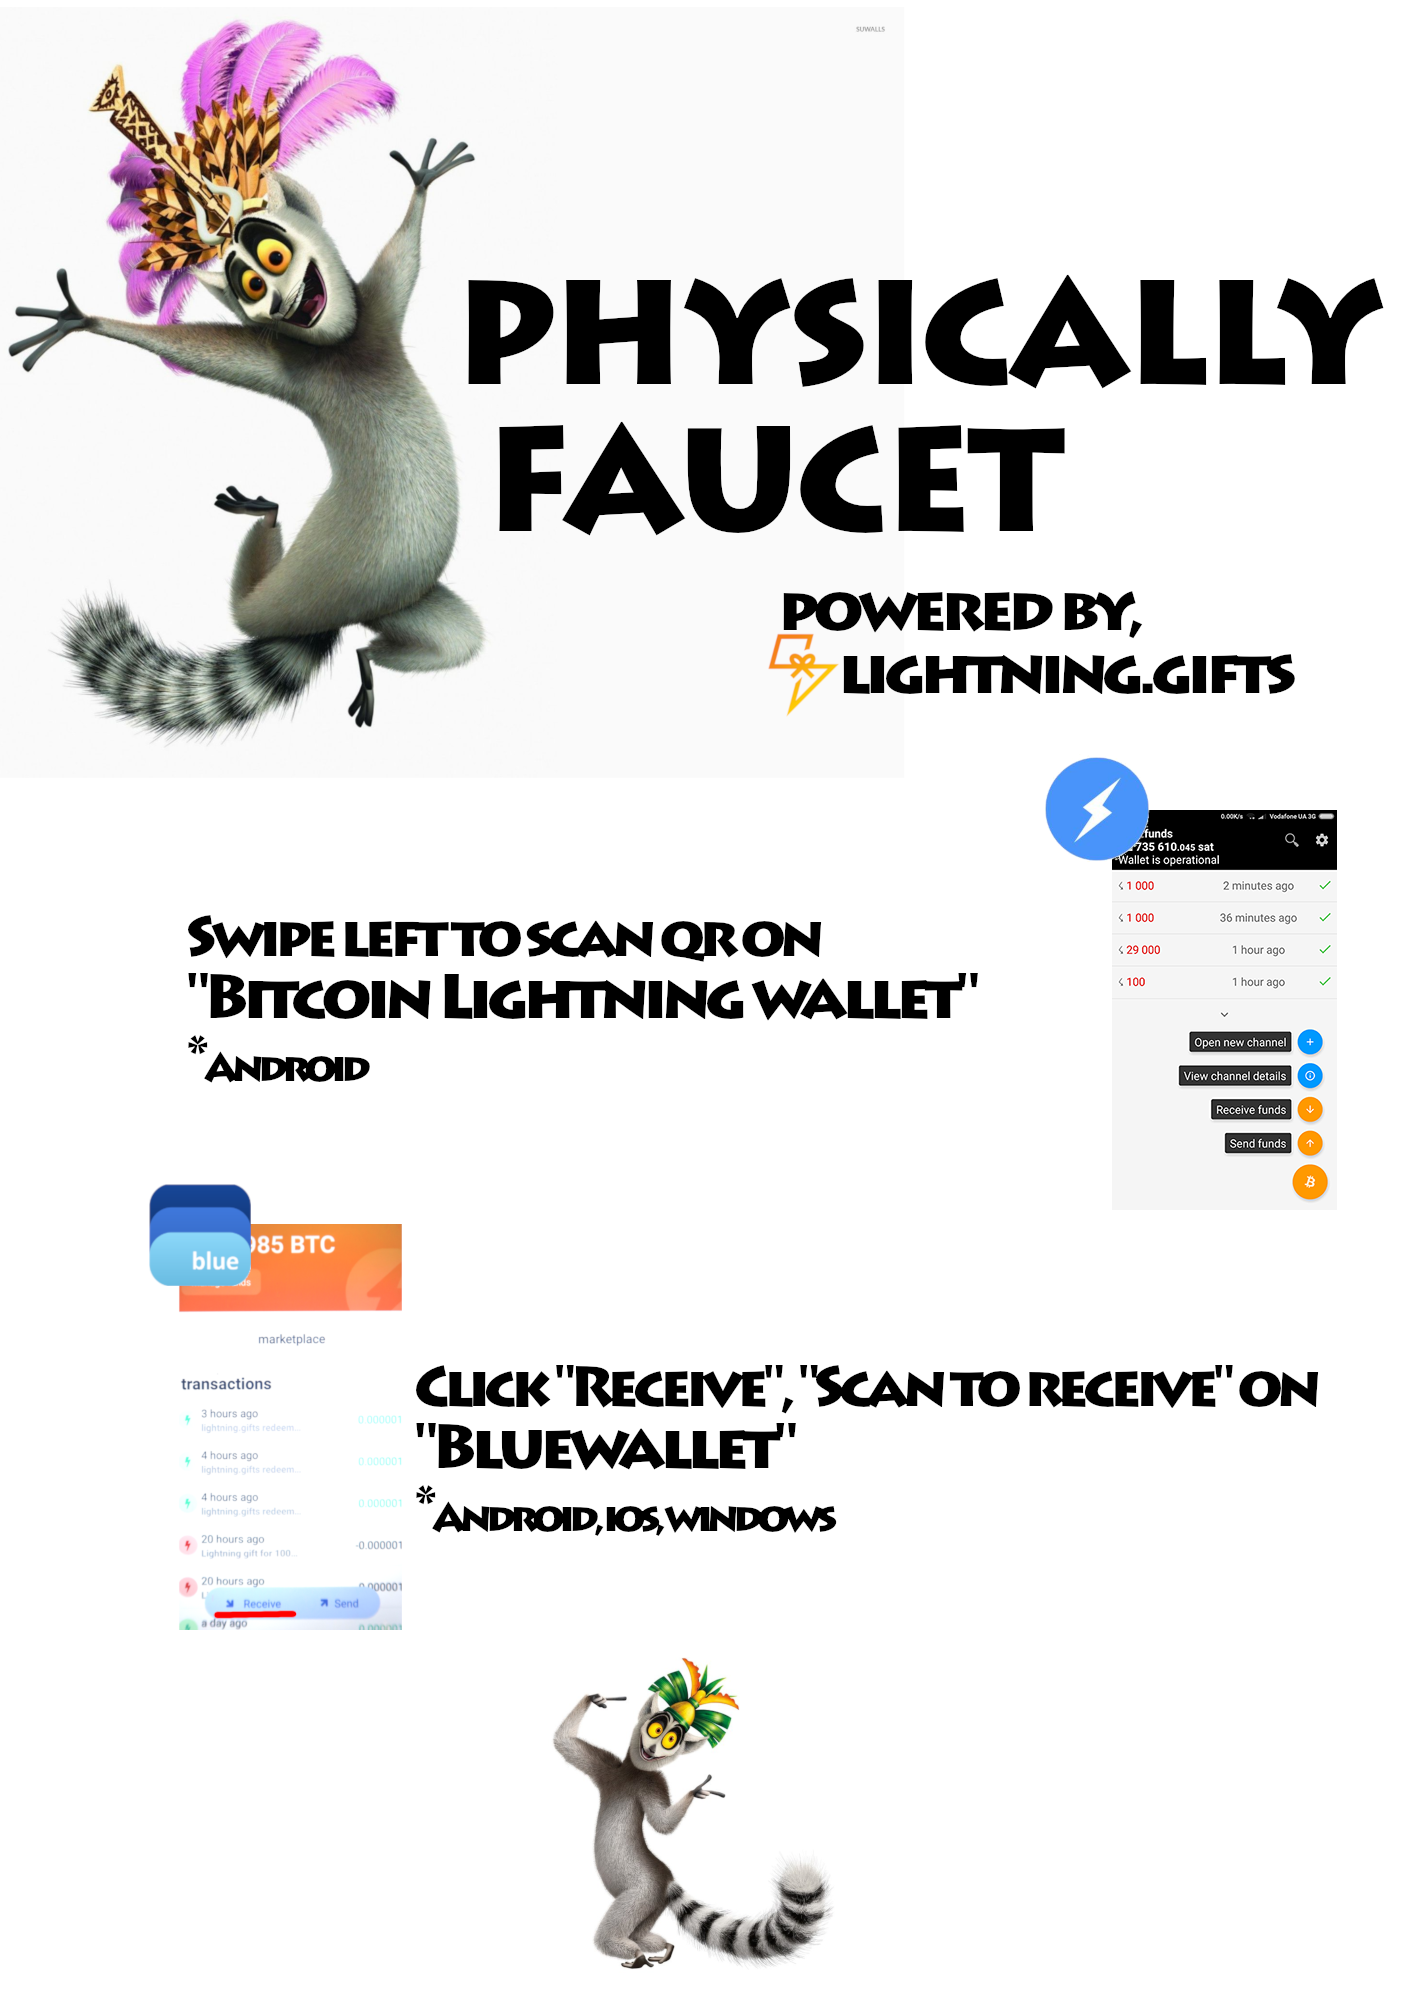 SUWALLS
PHYSICALLY
FAUCET
POWERED BY,
LIGHTNING.GIFTS
0.00K/s Vodafone UA 3G
funds
735 610.045 sat
Wallet is operational
1 000 2 minutes ago
1 000 36 minutes ago
29 000 1 hour ago
100 1 hour ago
Open new channel
View channel details
Receive funds
Send funds
SWIPE LEFT TO SCAN QR ON
"BITCOIN LIGHTNING WALLET"
*ANDROID
blue
85 BTC
marketplace
transactions
3 hours ago 0.000001
lightning.gifts redeem...
4 hours ago 0.000001
lightning.gifts redeem...
4 hours ago 0.000001
lightning.gifts redeem...
20 hours ago -0.000001
Lightning gift for 100...
20 hours ago 0.000001
Receive Send
a day ago 0.000001
CLICK "RECEIVE", "SCAN TO RECEIVE" ON
"BLUEWALLET"
*ANDROID, IOS, WINDOWS